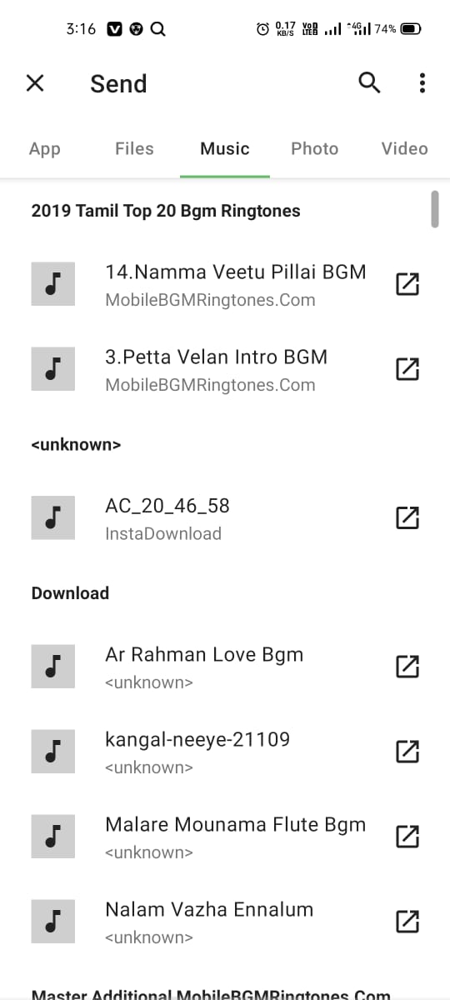 3:16
0.17 KB/S
VoD LTE
4G
74%
Send
App Files Music Photo Video
2019 Tamil Top 20 Bgm Ringtones
14.Namma Veetu Pillai BGM
MobileBGMRingtones.Com
3.Petta Velan Intro BGM
MobileBGMRingtones.Com
<unknown>
AC_20_46_58
InstaDownload
Download
Ar Rahman Love Bgm
<unknown>
kangal-neeye-21109
<unknown>
Malare Mounama Flute Bgm
<unknown>
Nalam Vazha Ennalum
<unknown>
Master Additional MobileBGMRingtones Com